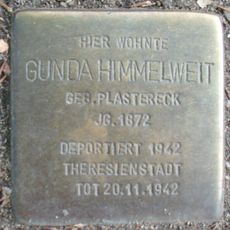 HIER WOHNTE
GUNDA HIMMELWEIT
GEB. PLASTERECK
JG. 1872
DEPORTIERT 1942
THERESIENSTADT
TOT 20.11.1942